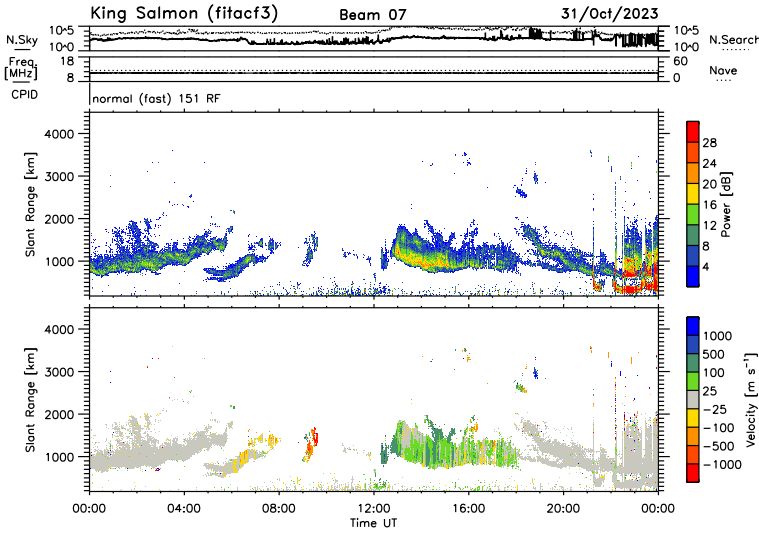 King Salmon (fitacf3) Beam 07 31/Oct/2023
N.Sky 10^5 10^0 10^5 10^0 N.Search
Freq. [MHz] 18 8 60 0 Nave
CPID normal (fast) 151 RF
Slant Range [km] 4000 3000 2000 1000
Power [dB] 28 24 20 16 12 8 4
Slant Range [km] 4000 3000 2000 1000
Velocity [m s⁻¹] 1000 500 100 25 −25 −100 −500 −1000
00:00 04:00 08:00 12:00 16:00 20:00 00:00
Time UT